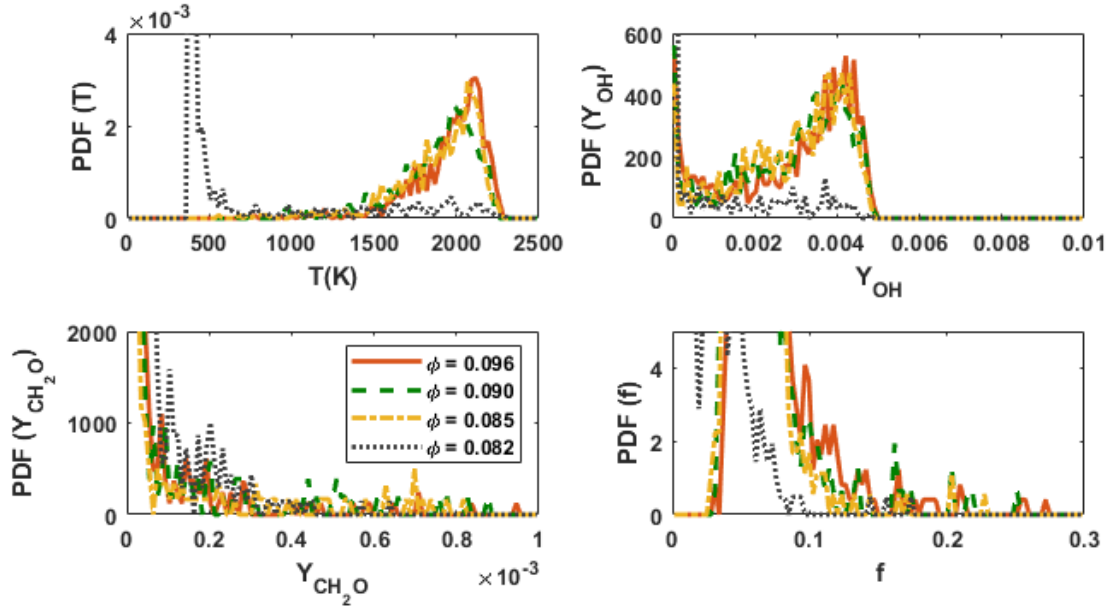 ×10⁻³
4
2
0
PDF (T)
0 500 1000 1500 2000 2500
T(K)
600
400
200
0
PDF (Y_OH)
0 0.002 0.004 0.006 0.008 0.01
Y_OH
2000
1000
0
PDF (Y_CH₂O)
ϕ = 0.096
ϕ = 0.090
ϕ = 0.085
ϕ = 0.082
0 0.2 0.4 0.6 0.8 1
Y_CH₂O
×10⁻³
4
2
0
PDF (f)
0 0.1 0.2 0.3
f